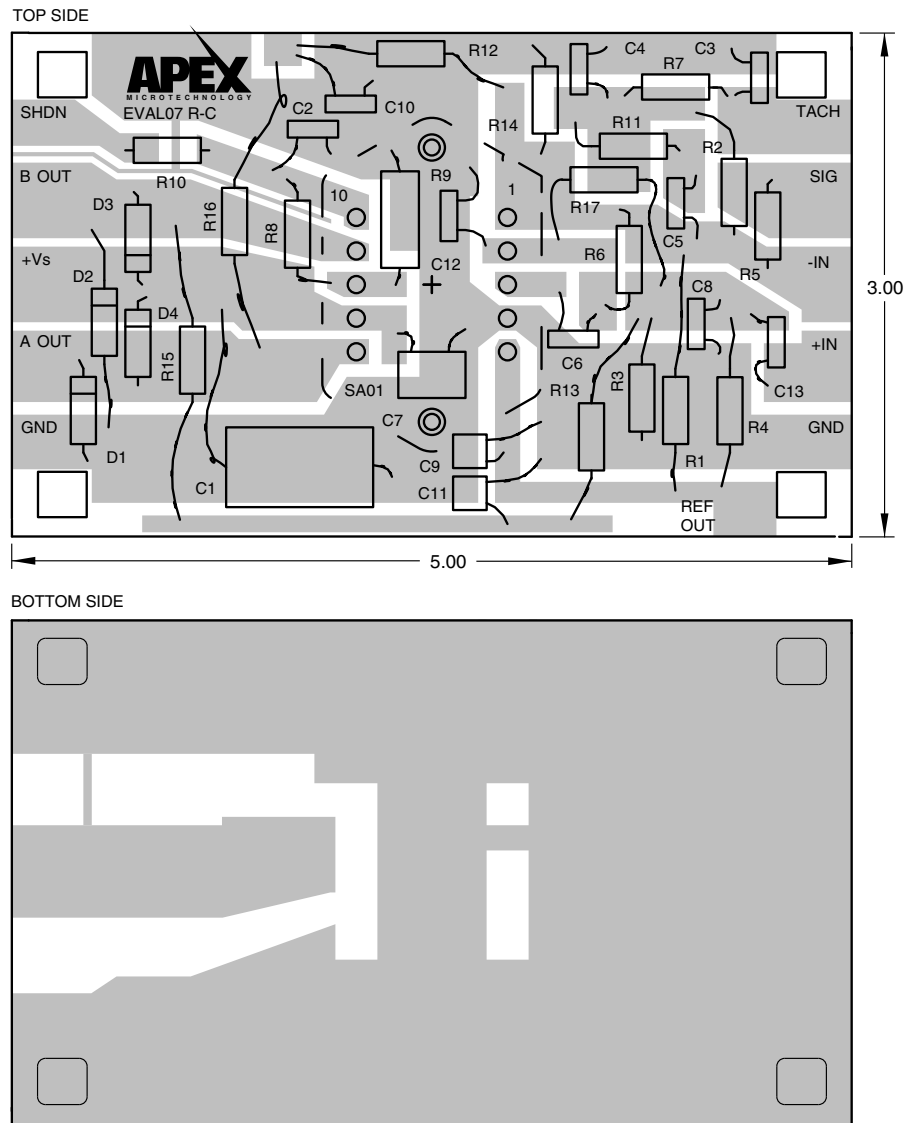 TOP SIDE
APEX
MICROTECHNOLOGY
EVAL07 R-C
SHDN
R12
C4
C3
R7
TACH
C10
C2
R14
R11
R2
R10
B OUT
SIG
R9
D3
R16
10
1
R17
R8
C5
+Vs
D2
C12
R6
R5
-IN
C8
D4
A OUT
R15
C6
+IN
SA01
R13
R3
C13
C7
GND
R4
GND
D1
C9
R1
C1
C11
REF
OUT
3.00
5.00
BOTTOM SIDE